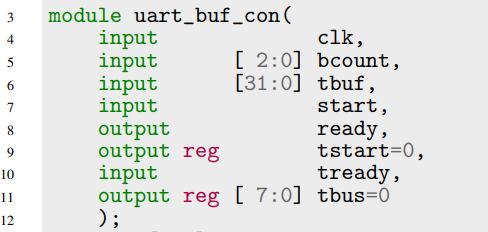 3 module uart_buf_con(
4     input             clk,
5     input      [ 2:0] bcount,
6     input      [31:0] tbuf,
7     input             start,
8     output            ready,
9     output reg        tstart=0,
10     input             tready,
11     output reg [ 7:0] tbus=0
12     );